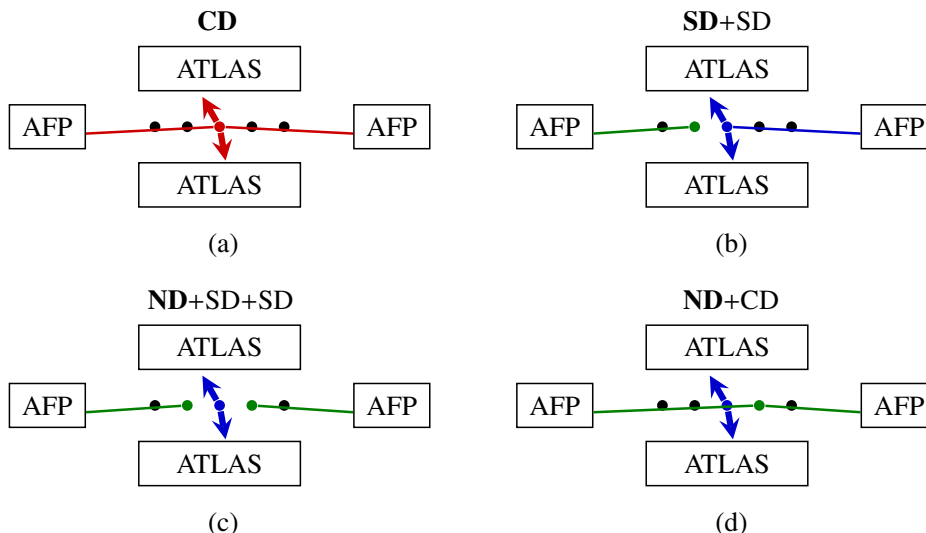 CD
ATLAS
AFP AFP
ATLAS
(a)
SD+SD
ATLAS
AFP AFP
ATLAS
(b)
ND+SD+SD
ATLAS
AFP AFP
ATLAS
(c)
ND+CD
ATLAS
AFP AFP
ATLAS
(d)